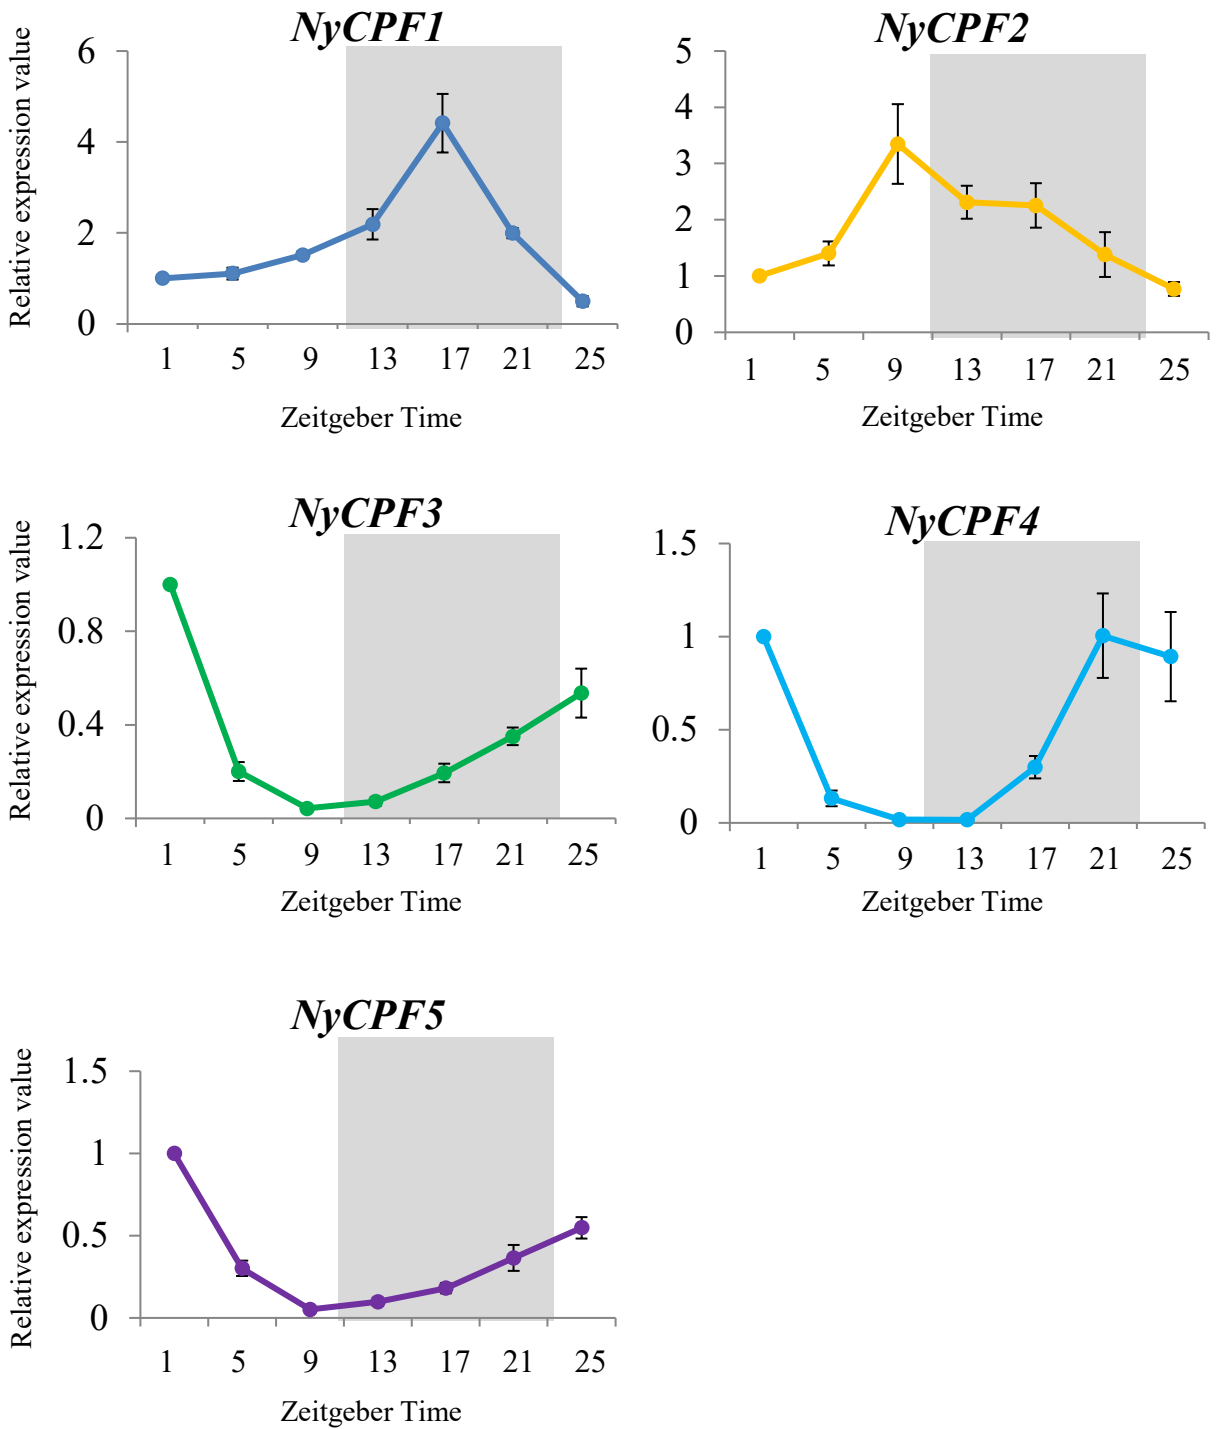 NyCPF1
Relative expression value
6
4
2
0
1 5 9 13 17 21 25
Zeitgeber Time
NyCPF2
5
4
3
2
1
0
1 5 9 13 17 21 25
Zeitgeber Time
NyCPF3
Relative expression value
1.2
0.8
0.4
0
1 5 9 13 17 21 25
Zeitgeber Time
NyCPF4
1.5
1
0.5
0
1 5 9 13 17 21 25
Zeitgeber Time
NyCPF5
Relative expression value
1.5
1
0.5
0
1 5 9 13 17 21 25
Zeitgeber Time